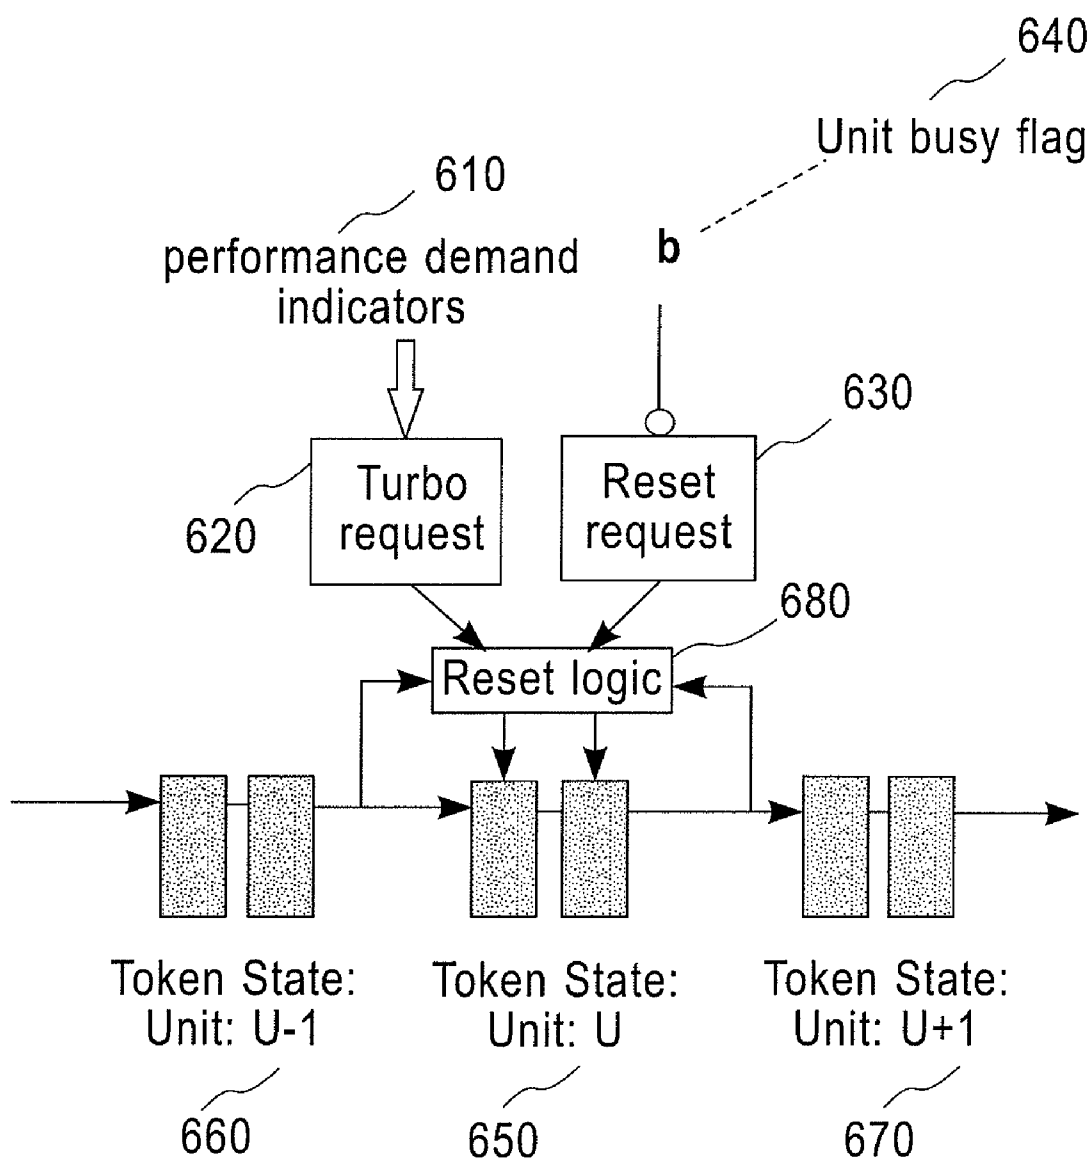 640
Unit busy flag
610
performance demand
indicators
b
630
620
Turbo
request
Reset
request
680
Reset logic
Token State:
Unit: U-1
Token State:
Unit: U
Token State:
Unit: U+1
660
650
670